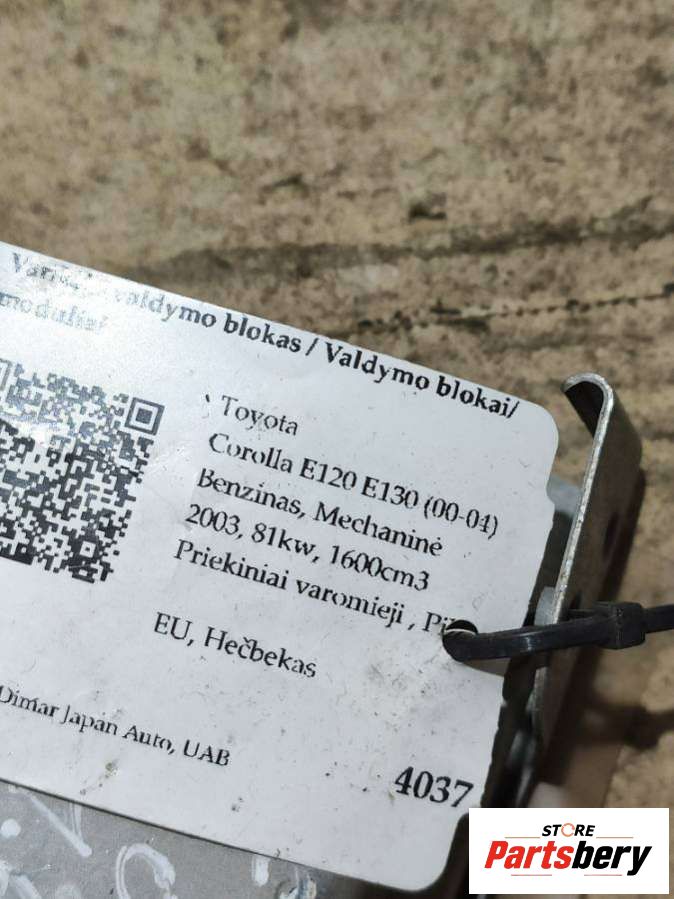 valdymo blokas / Valdymo blokai/
moduliai
Toyota
Corolla E120 E130 (00-04)
Benzinas, Mechaninė
2003, 81kw, 1600cm3
Priekiniai varomieji ,
EU, Hečbekas
Dimar Japan Auto, UAB
4037
STORE
Partsbery